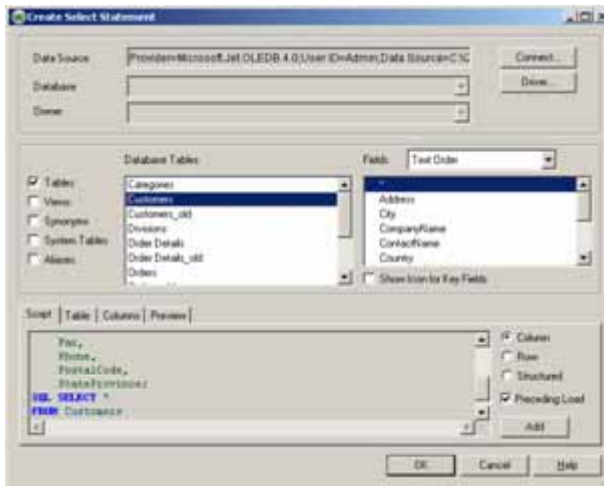 Create Select Statement
Data Source
Provider=Microsoft.Jet.OLEDB.4.0;User ID=Admin;Data Source=C:\
Connect...
Database
Driver...
Owner
Database Tables
Fields
Text Order
Tables
Views
Synonyms
System Tables
Aliases
Categories
Customers
Customers_old
Divisions
Order Details
Order Details_old
Orders
*
Address
City
CompanyName
ContactName
Country
Show Icon for Key Fields
Script
Table
Columns
Preview
Fax,
Phone,
PostalCode,
StateProvince;
SQL SELECT *
FROM Customers
Column
Row
Structured
Preceding Load
Add
OK
Cancel
Help